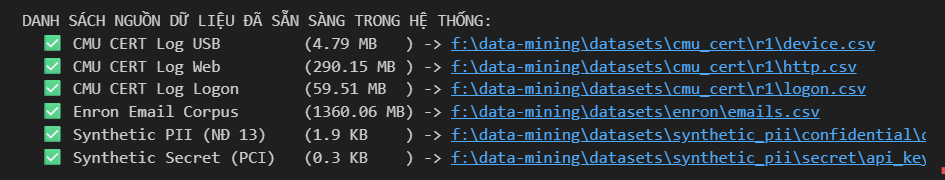 DANH SÁCH NGUỒN DỮ LIỆU ĐÃ SẴN SÀNG TRONG HỆ THỐNG:
✅ CMU CERT Log USB (4.79 MB ) -> f:\data-mining\datasets\cmu_cert\r1\device.csv
✅ CMU CERT Log Web (290.15 MB ) -> f:\data-mining\datasets\cmu_cert\r1\http.csv
✅ CMU CERT Log Logon (59.51 MB ) -> f:\data-mining\datasets\cmu_cert\r1\logon.csv
✅ Enron Email Corpus (1360.06 MB) -> f:\data-mining\datasets\enron\emails.csv
✅ Synthetic PII (NĐ 13) (1.9 KB ) -> f:\data-mining\datasets\synthetic_pii\confidential\
✅ Synthetic Secret (PCI) (0.3 KB ) -> f:\data-mining\datasets\synthetic_pii\secret\api_key